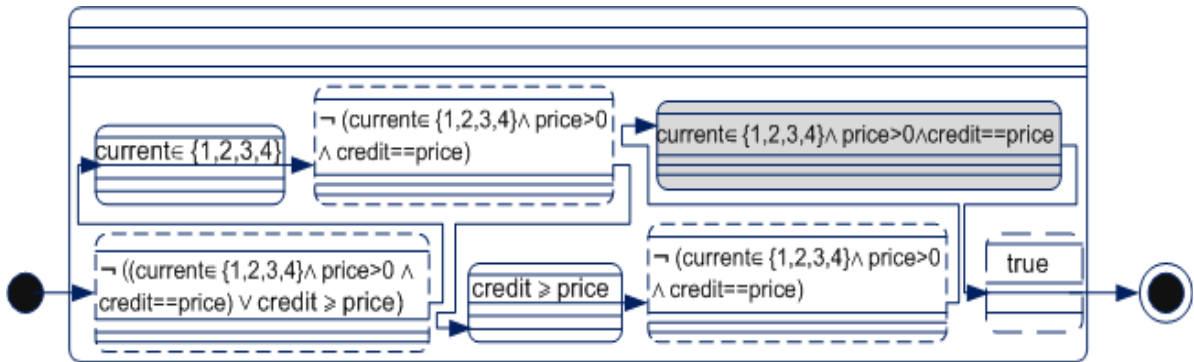 ¬ (current∈ {1,2,3,4}∧ price>0
∧ credit==price)
current∈ {1,2,3,4}
current∈ {1,2,3,4}∧ price>0∧credit==price
¬ ((current∈ {1,2,3,4}∧ price>0 ∧
credit==price) ∨ credit ⩾ price)
credit ⩾ price
¬ (current∈ {1,2,3,4}∧ price>0
∧ credit==price)
true